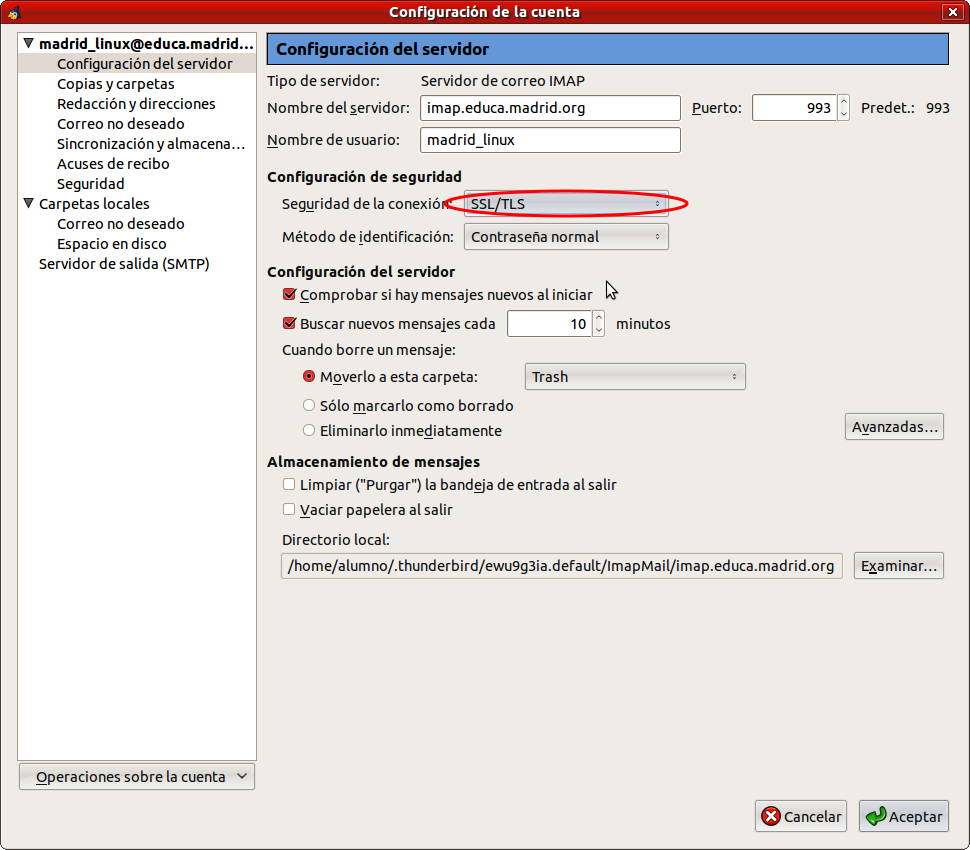 Configuración de la cuenta
madrid_linux@educa.madrid...
Configuración del servidor
Copias y carpetas
Redacción y direcciones
Correo no deseado
Sincronización y almacena...
Acuses de recibo
Seguridad
Carpetas locales
Correo no deseado
Espacio en disco
Servidor de salida (SMTP)
Operaciones sobre la cuenta
Configuración del servidor
Tipo de servidor: Servidor de correo IMAP
Nombre del servidor: imap.educa.madrid.org Puerto: 993 Predet.: 993
Nombre de usuario: madrid_linux
Configuración de seguridad
Seguridad de la conexión: SSL/TLS
Método de identificación: Contraseña normal
Configuración del servidor
Comprobar si hay mensajes nuevos al iniciar
Buscar nuevos mensajes cada 10 minutos
Cuando borre un mensaje:
Moverlo a esta carpeta: Trash
Sólo marcarlo como borrado
Eliminarlo inmediatamente
Avanzadas...
Almacenamiento de mensajes
Limpiar ("Purgar") la bandeja de entrada al salir
Vaciar papelera al salir
Directorio local:
/home/alumno/.thunderbird/ewu9g3ia.default/ImapMail/imap.educa.madrid.org Examinar...
Cancelar Aceptar